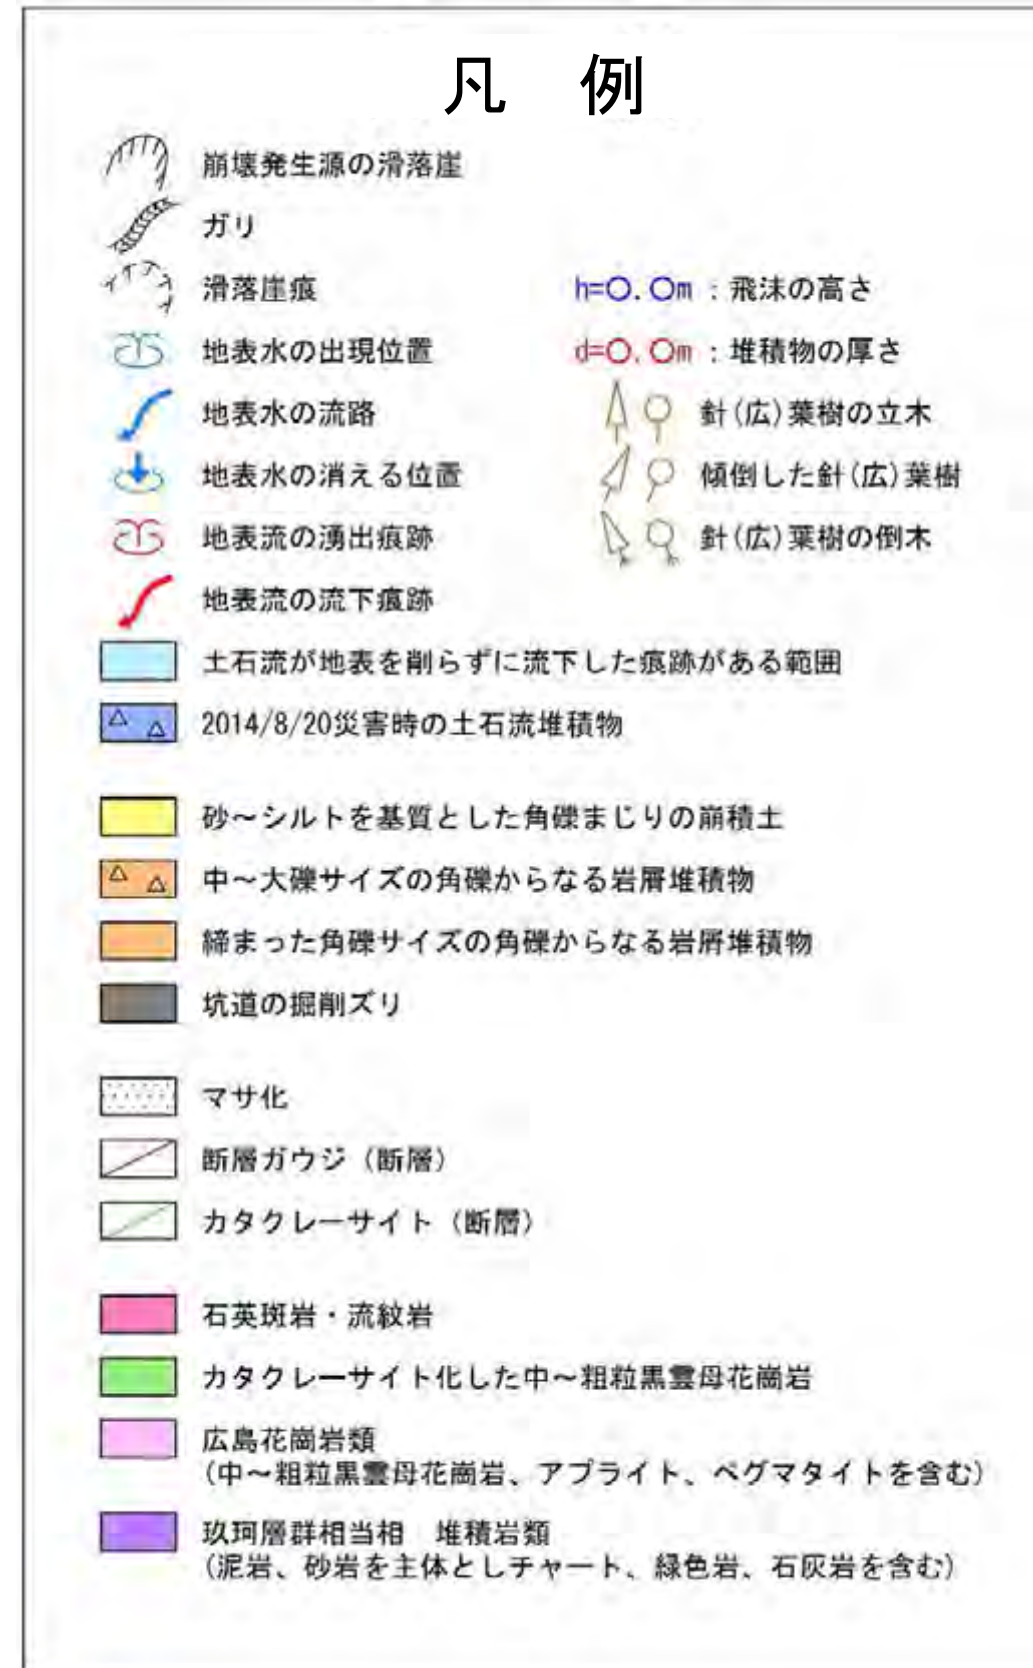 凡 例
崩壊発生源の滑落崖
ガリ
滑落崖痕
地表水の出現位置
地表水の流路
地表水の消える位置
地表流の湧出痕跡
地表流の流下痕跡
h=○.○m：飛沫の高さ
d=○.○m：堆積物の厚さ
針(広)葉樹の立木
傾倒した針(広)葉樹
針(広)葉樹の倒木
土石流が地表を削らずに流下した痕跡がある範囲
2014/8/20災害時の土石流堆積物
砂～シルトを基質とした角礫まじりの崩積土
中～大礫サイズの角礫からなる岩屑堆積物
締まった角礫サイズの角礫からなる岩屑堆積物
坑道の掘削ズリ
マサ化
断層ガウジ（断層）
カタクレーサイト（断層）
石英斑岩・流紋岩
カタクレーサイト化した中～粗粒黒雲母花崗岩
広島花崗岩類
（中～粗粒黒雲母花崗岩、アプライト、ペグマタイトを含む）
玖珂層群相当相 堆積岩類
（泥岩、砂岩を主体としチャート、緑色岩、石灰岩を含む）